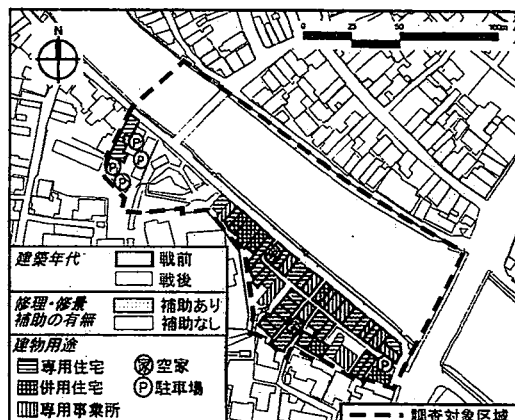 N
0 25 50 100m
P
P
P
P
P
建築年代
戦前
戦後
修理・修景
補助の有無
補助あり
補助なし
建物用途
専用住宅
空家
併用住宅
P 駐車場
専用事業所
調査対象区域